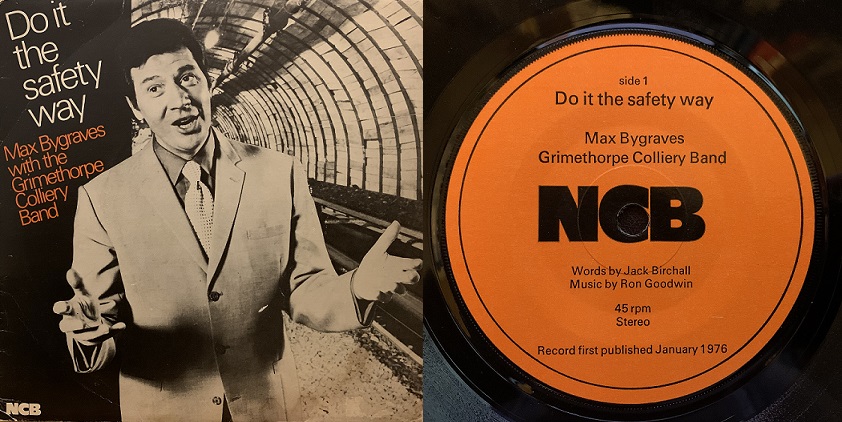 Do it
the
safety
way
Max Bygraves
with the
Grimethorpe
Colliery
Band
NCB
side 1
Do it the safety way
Max Bygraves
Grimethorpe Colliery Band
NCB
Words by Jack Birchall
Music by Ron Goodwin
45 rpm
Stereo
Record first published January 1976